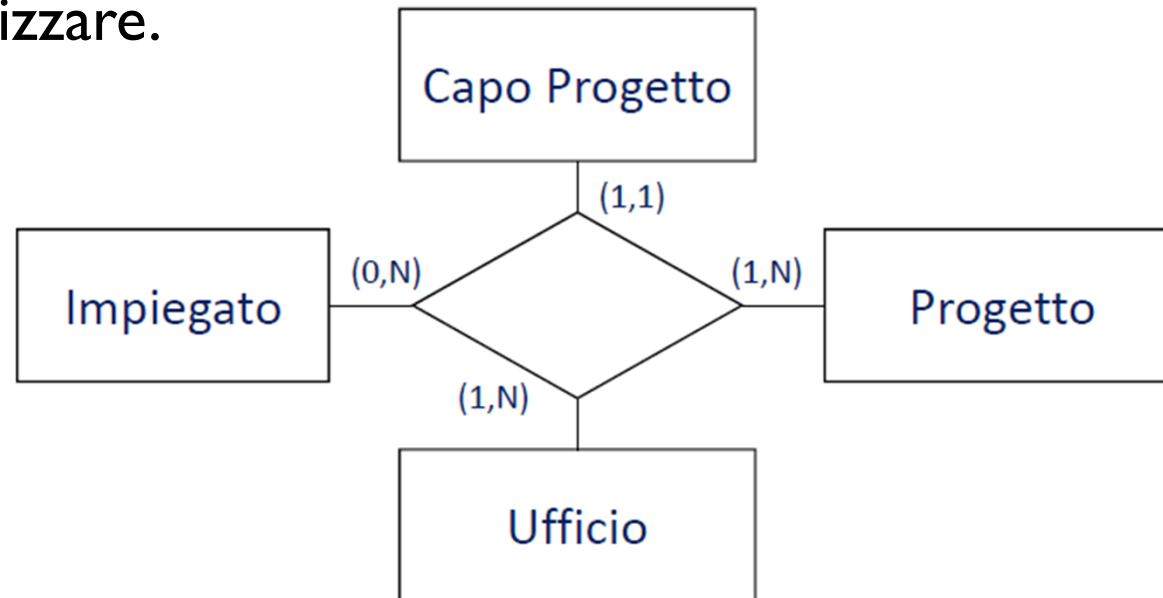 izzare.
Capo Progetto
(1,1)
(0,N)
(1,N)
Impiegato
Progetto
(1,N)
Ufficio